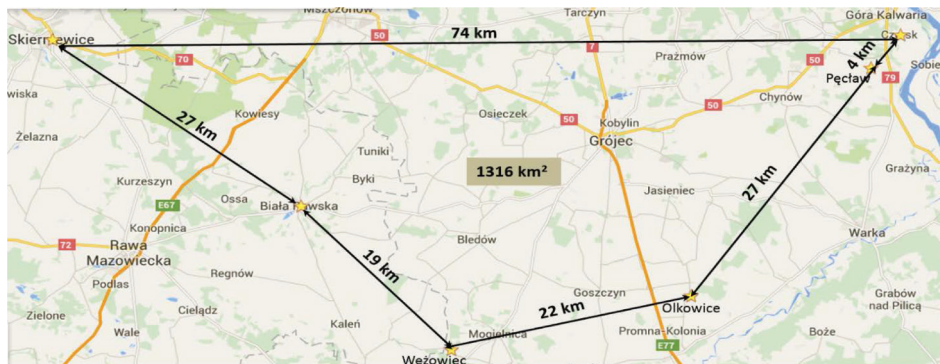 Mszczonów
Tarczyn
Góra Kalwaria
Skierniewice
50
74 km
Czersk
70
7
Prażmów
50
4 km
Sobie
Pęcław
79
wiska
Chynów
27 km
Kowiesy
Osieczek
50
50
Kobylin
Żelazna
Grójec
Tuniki
1316 km²
Grażyna
Kurzeszyn
Byki
27 km
Ossa
Jasieniec
E67
Biała Rawska
Konopnica
Warka
72
Rawa
Mazowiecka
Błedów
19 km
Regnów
Podlas
Goszczyn
22 km
Grabów
nad Pilicą
Olkowice
Zielone
Cielądz
Kaleń
Wale
Mogielnica
Promna-Kolonia
Boże
E77
Weżowiec